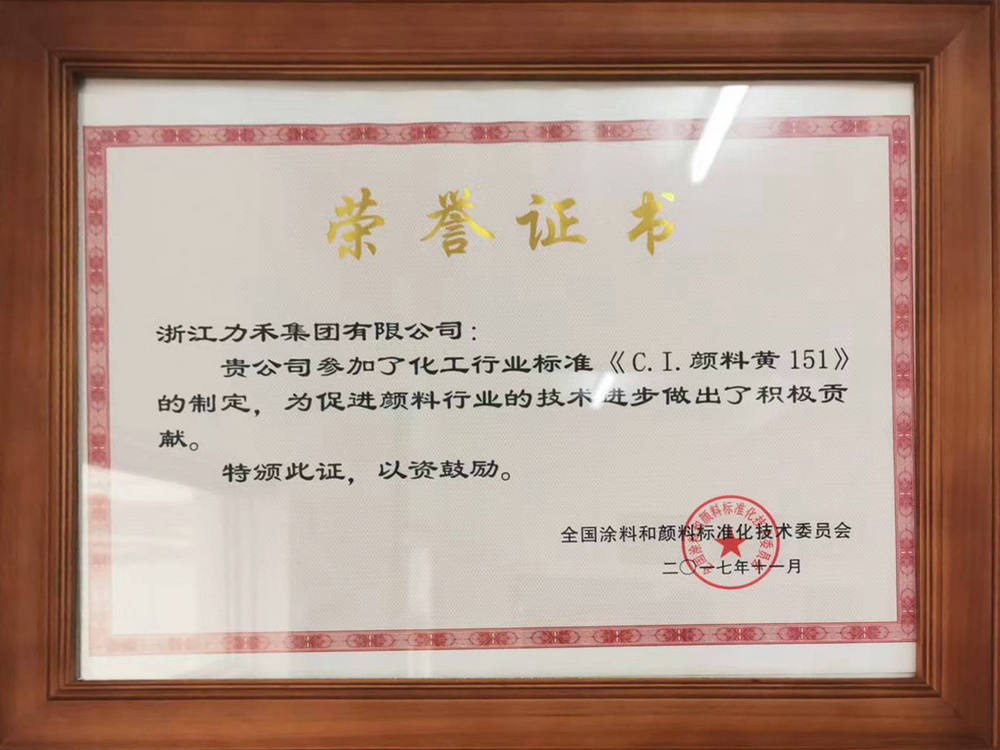 荣誉证书
浙江力禾集团有限公司：
贵公司参加了化工行业标准《C.I.颜料黄151》
的制定，为促进颜料行业的技术进步做出了积极贡
献。
特颁此证，以资鼓励。
全国涂料和颜料标准化技术委员会
二〇一七年十一月